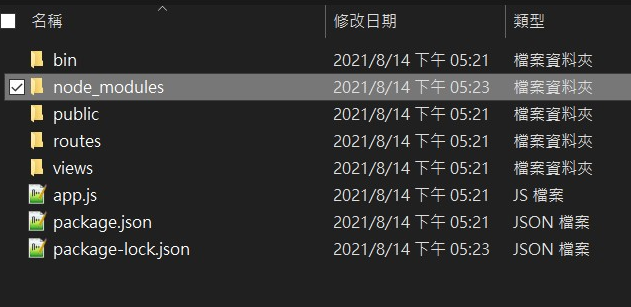 名稱 修改日期 類型
bin 2021/8/14 下午 05:21 檔案資料夾
node_modules 2021/8/14 下午 05:23 檔案資料夾
public 2021/8/14 下午 05:21 檔案資料夾
routes 2021/8/14 下午 05:21 檔案資料夾
views 2021/8/14 下午 05:21 檔案資料夾
app.js 2021/8/14 下午 05:21 JS 檔案
package.json 2021/8/14 下午 05:21 JSON 檔案
package-lock.json 2021/8/14 下午 05:23 JSON 檔案